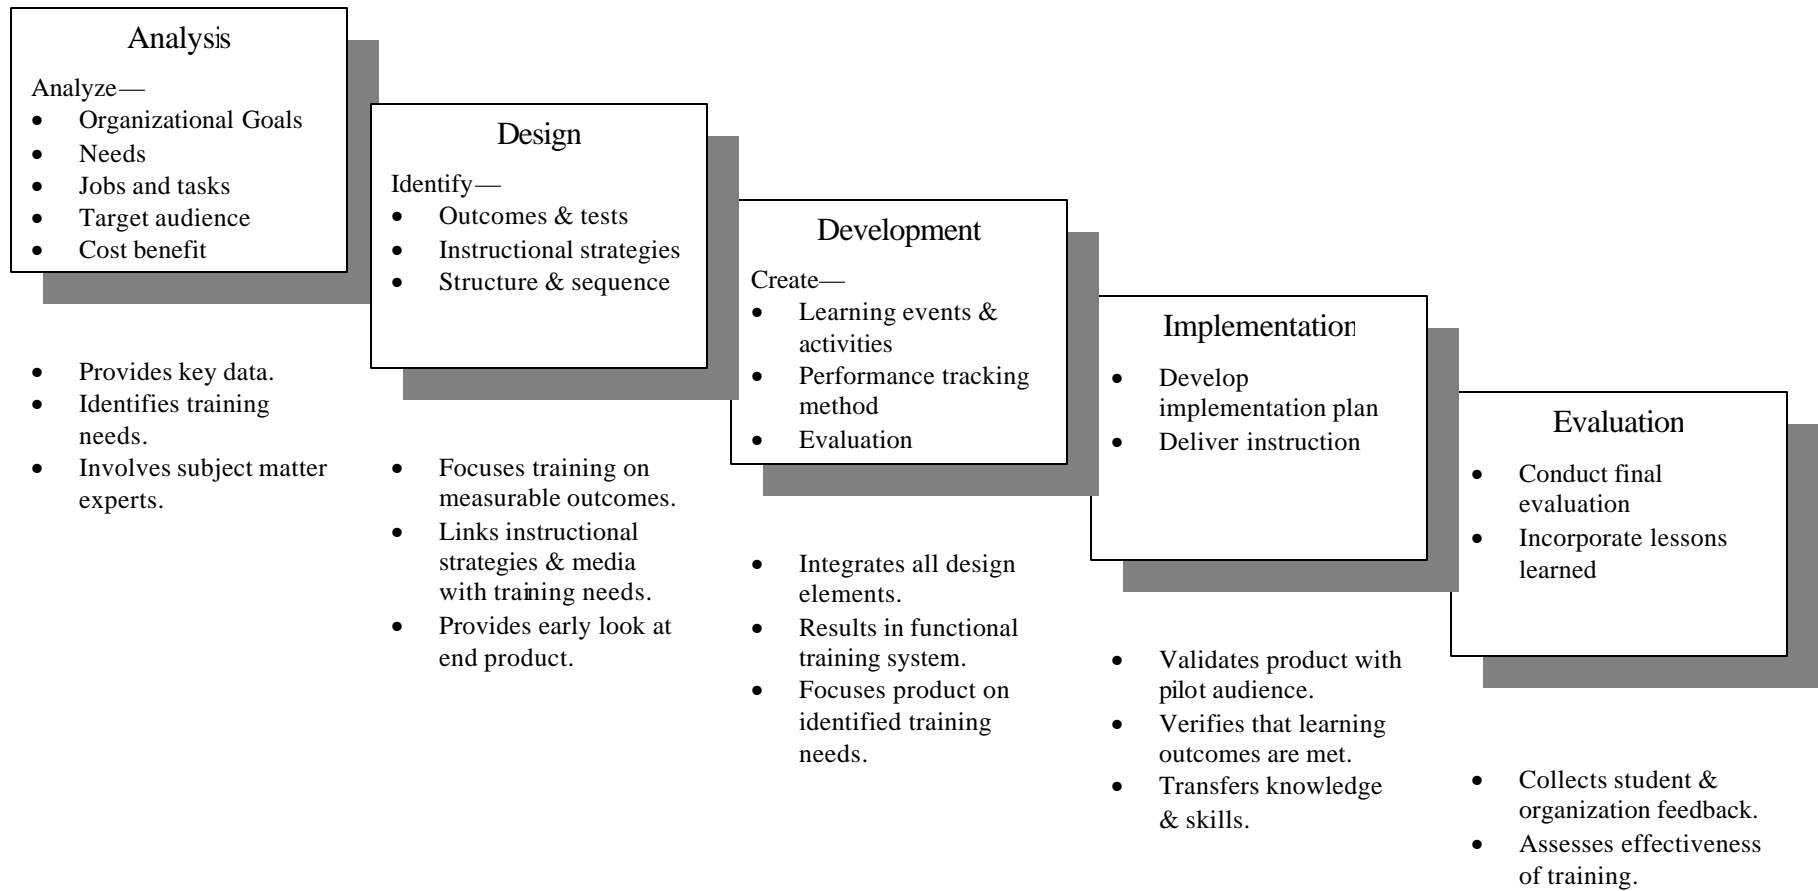 Analysis
Analyze—
• Organizational Goals
• Needs
• Jobs and tasks
• Target audience
• Cost benefit
• Provides key data.
• Identifies training
needs.
• Involves subject matter
experts.
Design
Identify—
• Outcomes & tests
• Instructional strategies
• Structure & sequence
• Focuses training on
measurable outcomes.
• Links instructional
strategies & media
with training needs.
• Provides early look at
end product.
Development
Create—
• Learning events &
activities
• Performance tracking
method
• Evaluation
• Integrates all design
elements.
• Results in functional
training system.
• Focuses product on
identified training
needs.
Implementation
• Develop
implementation plan
• Deliver instruction
• Validates product with
pilot audience.
• Verifies that learning
outcomes are met.
• Transfers knowledge
& skills.
Evaluation
• Conduct final
evaluation
• Incorporate lessons
learned
• Collects student &
organization feedback.
• Assesses effectiveness
of training.